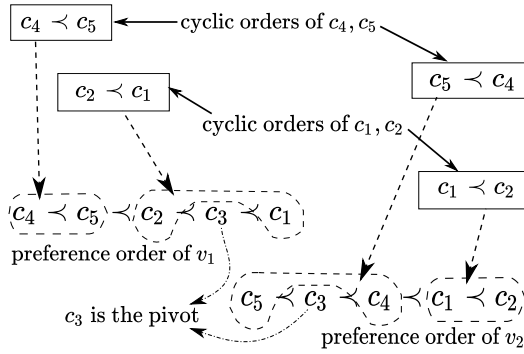 c₄ ≺ c₅
cyclic orders of c₄, c₅
c₅ ≺ c₄
c₂ ≺ c₁
cyclic orders of c₁, c₂
c₁ ≺ c₂
c₄ ≺ c₅ ≺ c₂ ≺ c₃ ≺ c₁
preference order of v₁
c₅ ≺ c₃ ≺ c₄ ≺ c₁ ≺ c₂
c₃ is the pivot
preference order of v₂